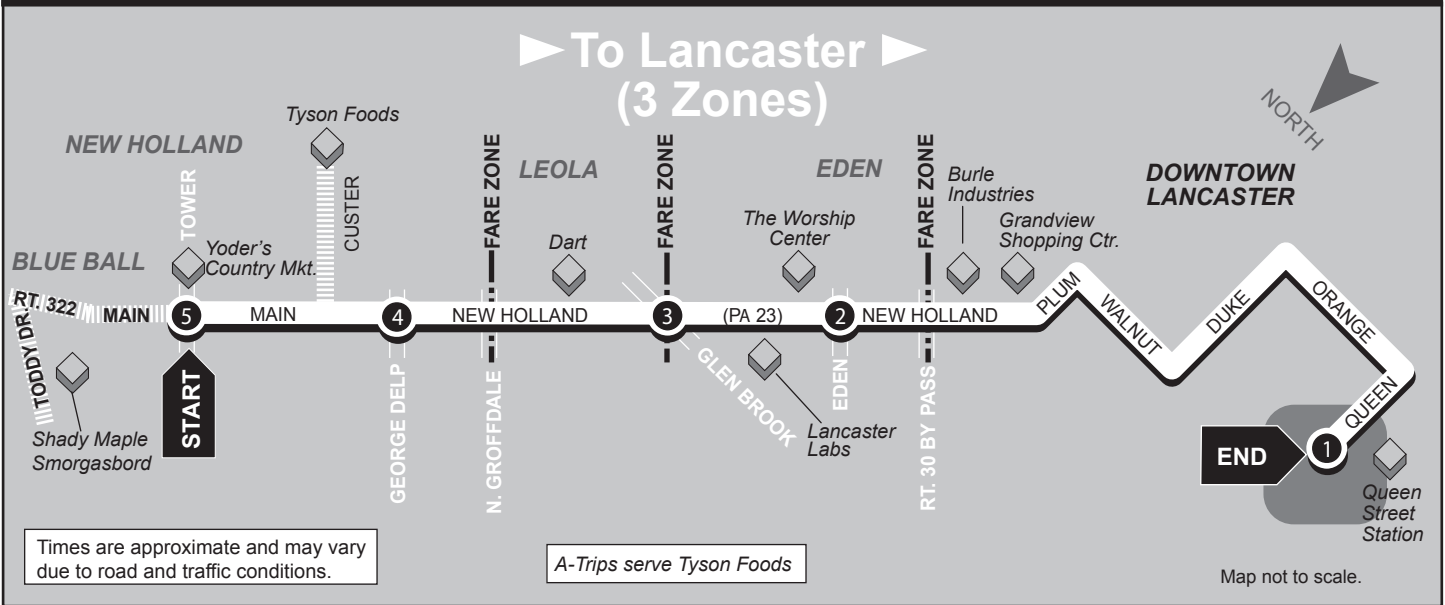 ► To Lancaster ►
(3 Zones)
NORTH
Tyson Foods
NEW HOLLAND
LEOLA
EDEN
DOWNTOWN
LANCASTER
FARE ZONE
FARE ZONE
FARE ZONE
TOWER
CUSTER
BLUE BALL
Yoder's
Country Mkt.
Dart
The Worship
Center
Burle
Industries
Grandview
Shopping Ctr.
RT. 322
MAIN
5
MAIN
4
NEW HOLLAND
3
(PA 23)
2
NEW HOLLAND
PLUM
WALNUT
DUKE
ORANGE
QUEEN
TODDY DR.
START
GEORGE DELP
N. GROFFDALE
GLEN BROOK
EDEN
RT. 30 BY PASS
Shady Maple
Smorgasbord
Lancaster
Labs
END
1
Queen
Street
Station
Times are approximate and may vary
due to road and traffic conditions.
A-Trips serve Tyson Foods
Map not to scale.